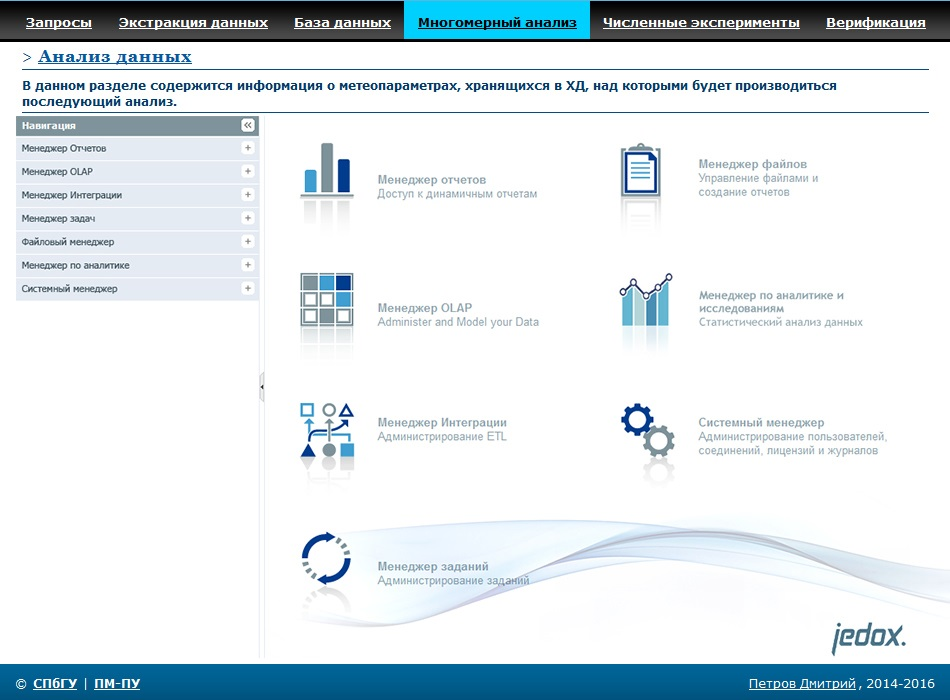 Запросы Экстракция данных База данных Многомерный анализ Численные эксперименты Верификация
> Анализ данных
В данном разделе содержится информация о метеопараметрах, хранящихся в ХД, над которыми будет производиться
последующий анализ.
Навигация
Менеджер Отчетов
Менеджер OLAP
Менеджер Интеграции
Менеджер задач
Файловый менеджер
Менеджер по аналитике
Системный менеджер
Менеджер отчетов
Доступ к динамичным отчетам
Менеджер файлов
Управление файлами и
создание отчетов
Менеджер OLAP
Administer and Model your Data
Менеджер по аналитике и
исследованиям
Статистический анализ данных
Менеджер Интеграции
Администрирование ETL
Системный менеджер
Администрирование пользователей,
соединений, лицензий и журналов
Менеджер заданий
Администрирование заданий
jedox.
© СПбГУ | ПМ-ПУ
Петров Дмитрий, 2014-2016